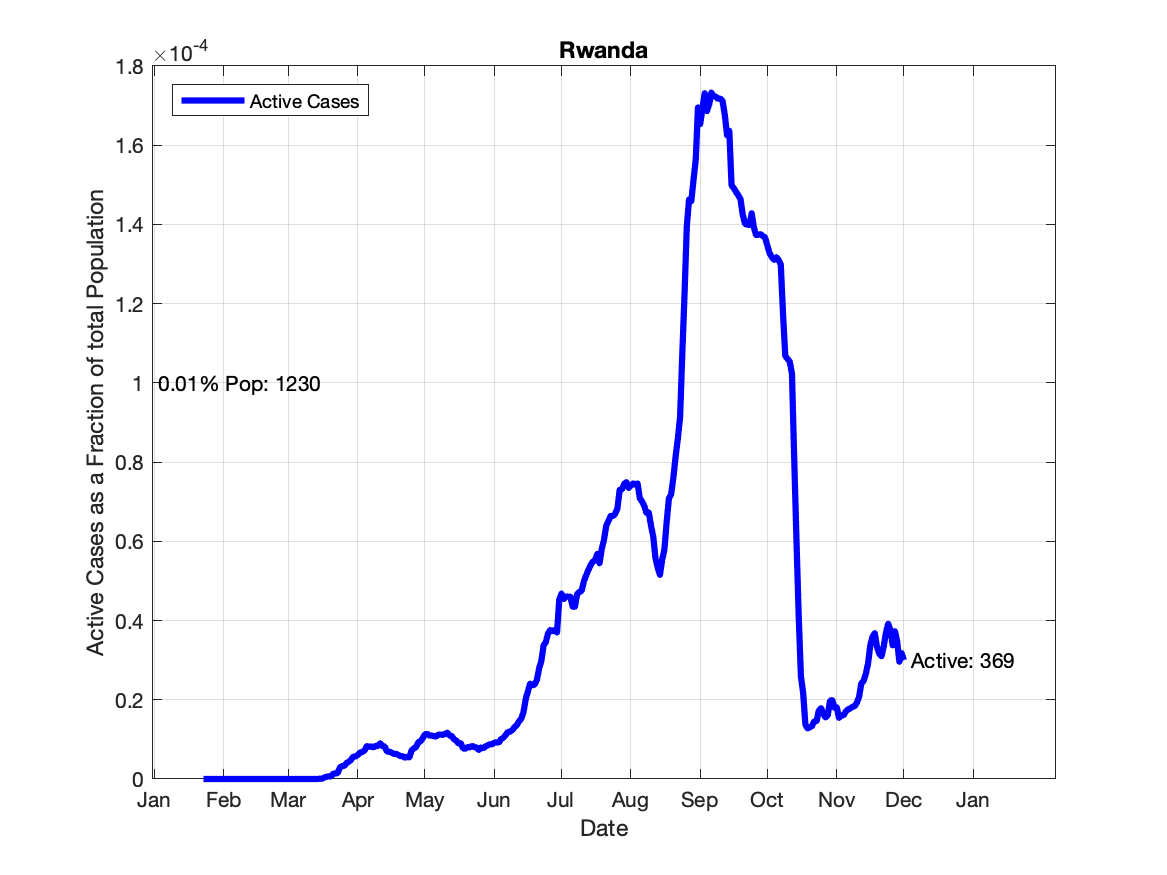 Rwanda
×10-4
1.8
1.6
1.4
1.2
1
0.8
0.6
0.4
0.2
0
Active Cases as a Fraction of total Population
Active Cases
0.01% Pop: 1230
Active: 369
Jan Feb Mar Apr May Jun Jul Aug Sep Oct Nov Dec Jan
Date